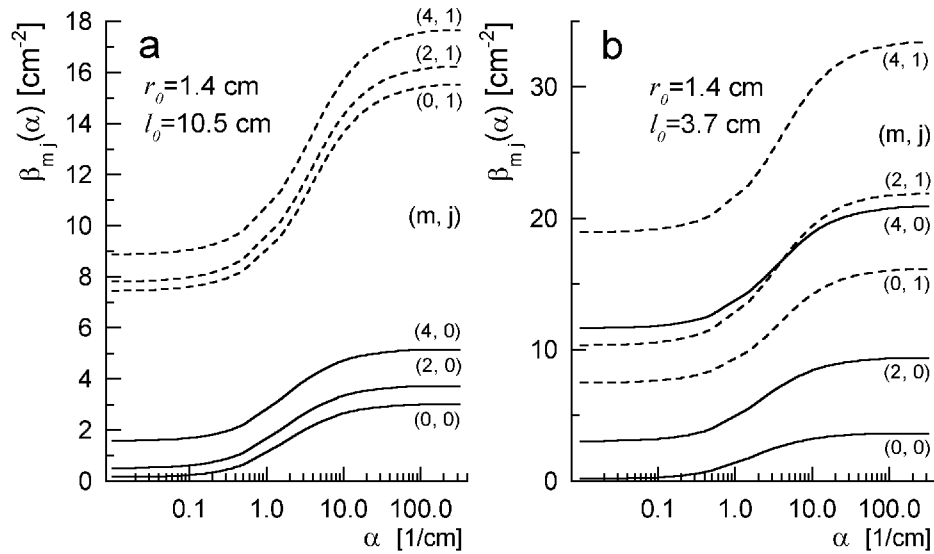 a
r₀=1.4 cm
l₀=10.5 cm
(4, 1)
(2, 1)
(0, 1)
(m, j)
(4, 0)
(2, 0)
(0, 0)
β_{m j}(α) [cm⁻²]
18
16
14
12
10
8
6
4
2
0
0.1 1.0 10.0 100.0
α [1/cm]
b
r₀=1.4 cm
l₀=3.7 cm
(4, 1)
(m, j)
(2, 1)
(4, 0)
(0, 1)
(2, 0)
(0, 0)
β_{m j}(α) [cm⁻²]
30
20
10
0
0.1 1.0 10.0 100.0
α [1/cm]